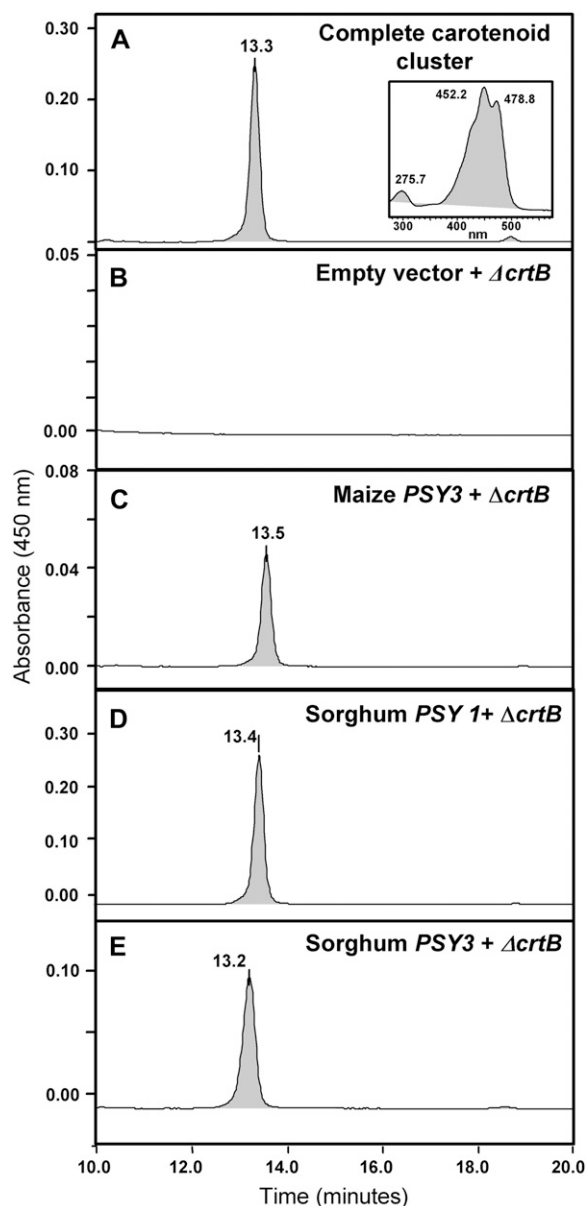 A
Complete carotenoid
cluster
13.3
0.30
0.20
0.10
452.2
478.8
275.7
300
400
500
nm
B
Empty vector + ΔcrtB
0.05
0.00
C
Maize PSY3 + ΔcrtB
13.5
0.08
0.04
0.00
D
Sorghum PSY 1+ ΔcrtB
13.4
0.30
0.20
0.10
0.00
E
Sorghum PSY3 + ΔcrtB
13.2
0.10
0.00
10.0 12.0 14.0 16.0 18.0 20.0
Time (minutes)
Absorbance (450 nm)